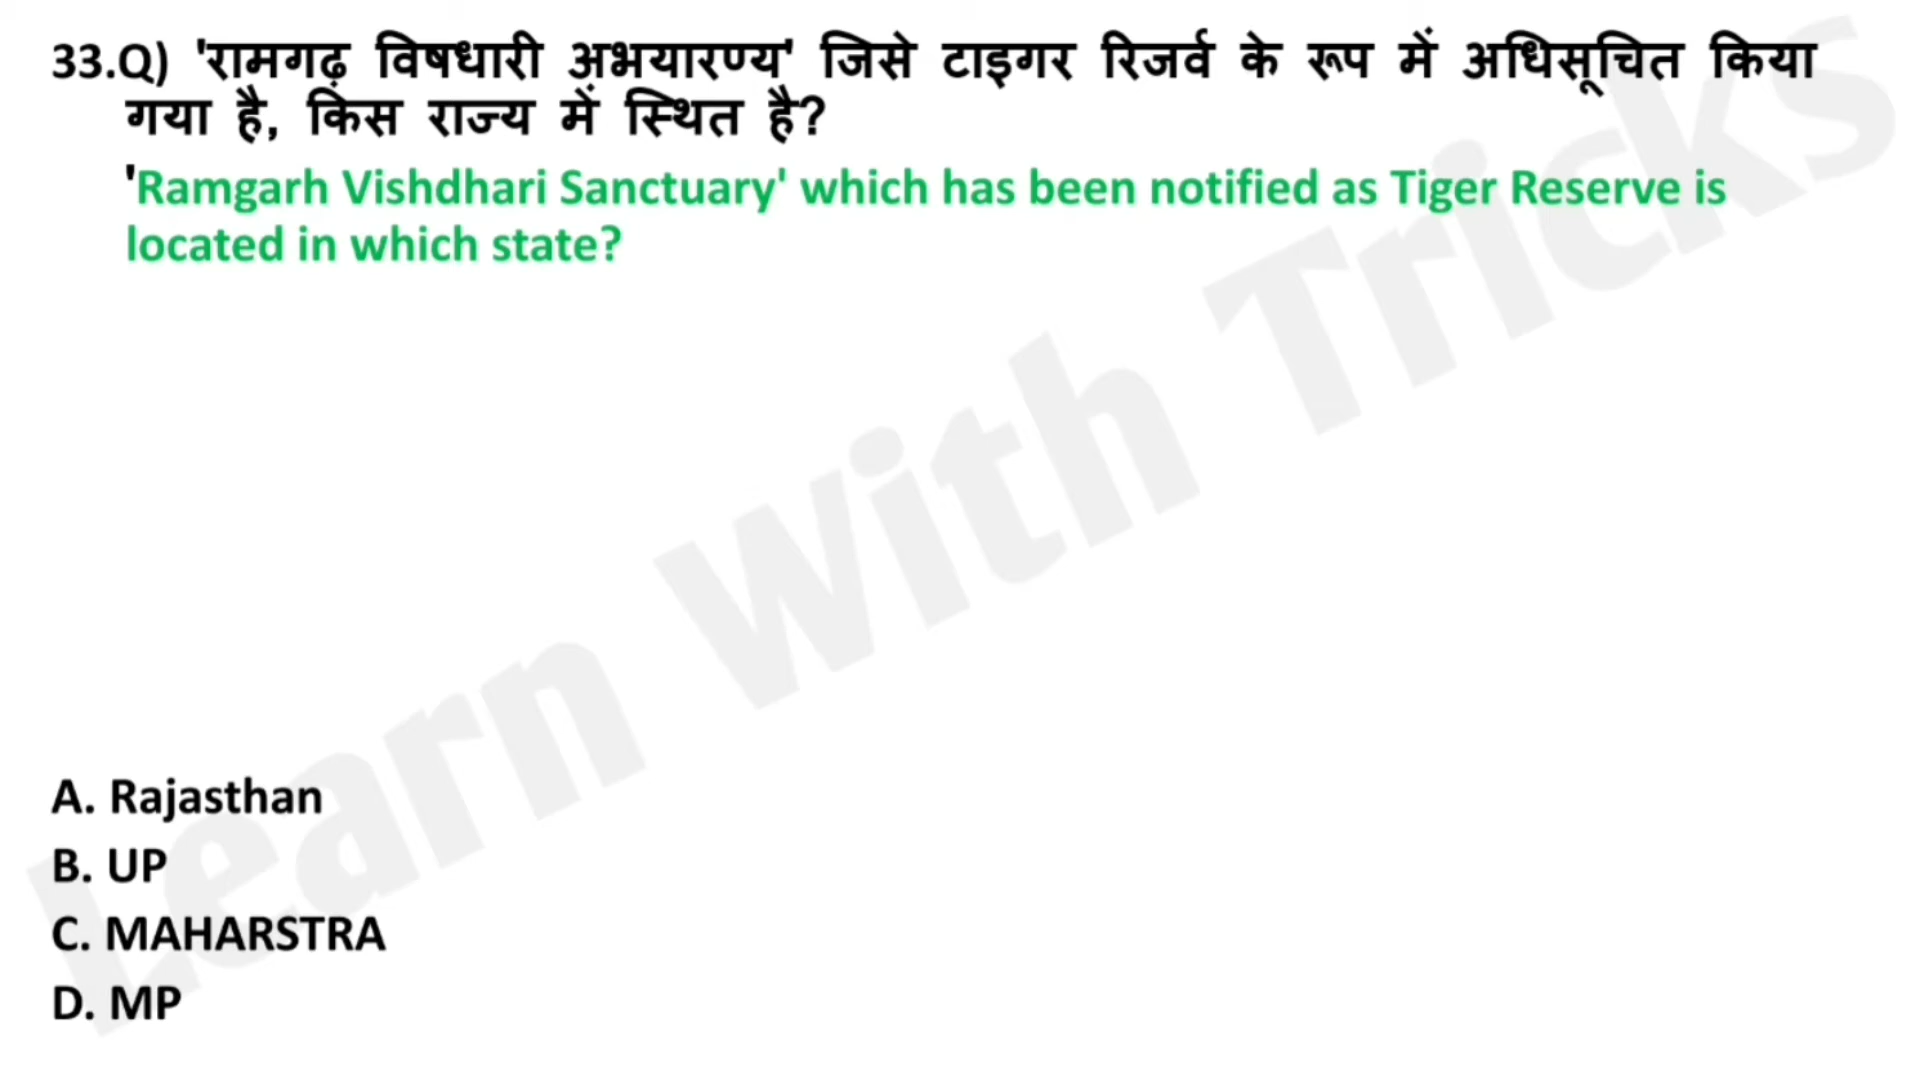 33.Q) 'रामगढ़ विषधारी अभयारण्य' जिसे टाइगर रिजर्व के रूप में अधिसूचित किया
गया है, किस राज्य में स्थित है?
'Ramgarh Vishdhari Sanctuary' which has been notified as Tiger Reserve is
located in which state?
Learn With Tricks
A. Rajasthan
B. UP
C. MAHARSTRA
D. MP